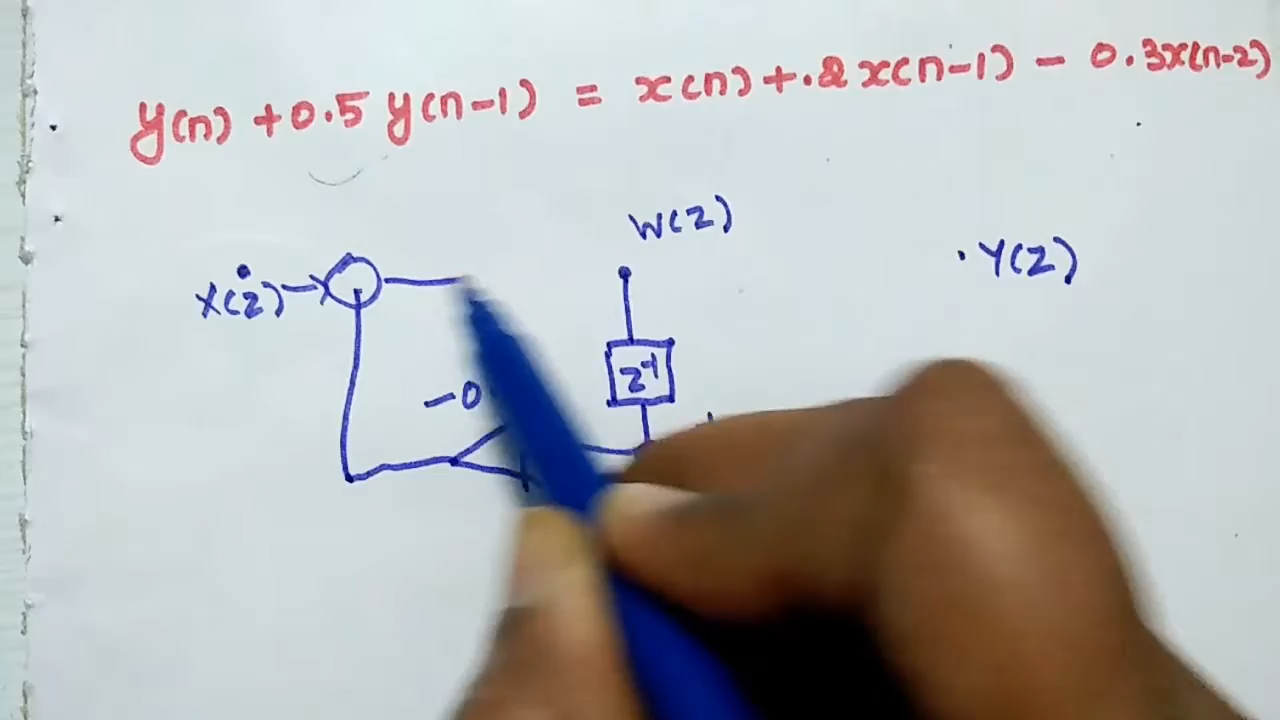 y(n) + 0.5 y(n-1) = x(n) + .2 x(n-1) - 0.3x(n-2)
W(z)
X(z) Y(z)
z⁻¹
-0